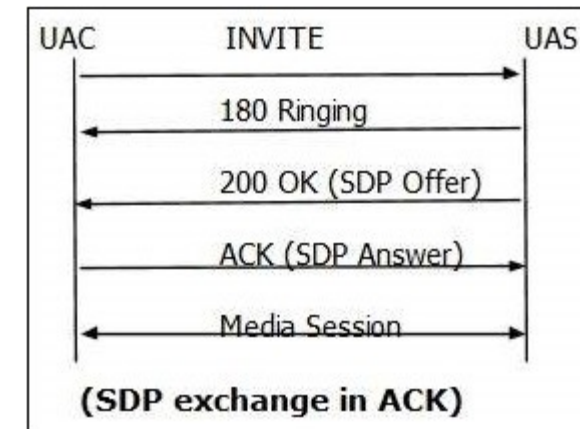 UAC INVITE UAS
180 Ringing
200 OK (SDP Offer)
ACK (SDP Answer)
Media Session
(SDP exchange in ACK)